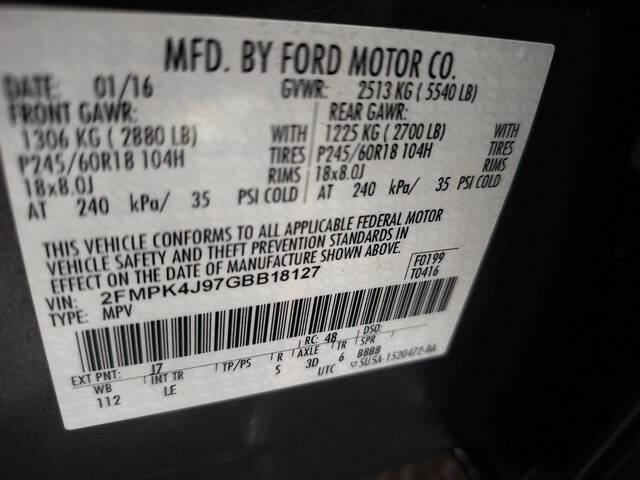 MFD. BY FORD MOTOR CO.
DATE: 01/16 GVWR: 2513 KG ( 5540 LB)
FRONT GAWR: REAR GAWR:
1306 KG ( 2880 LB) WITH 1225 KG ( 2700 LB) WITH
P245/60R18 104H TIRES P245/60R18 104H TIRES
18x8.0J RIMS 18x8.0J RIMS
AT 240 kPa/ 35 PSI COLD AT 240 kPa/ 35 PSI COLD
THIS VEHICLE CONFORMS TO ALL APPLICABLE FEDERAL MOTOR
VEHICLE SAFETY AND THEFT PREVENTION STANDARDS IN
EFFECT ON THE DATE OF MANUFACTURE SHOWN ABOVE.
VIN: 2FMPK4J97GBB18127 F0199
TYPE: MPV T0416
EXT PNT: J7 RC: 48 DSO:
WB INT TR TP/PS R AXLE TR SPR
112 LE S 3D 6 BBBB
UTC 5U5A-1520472-BA